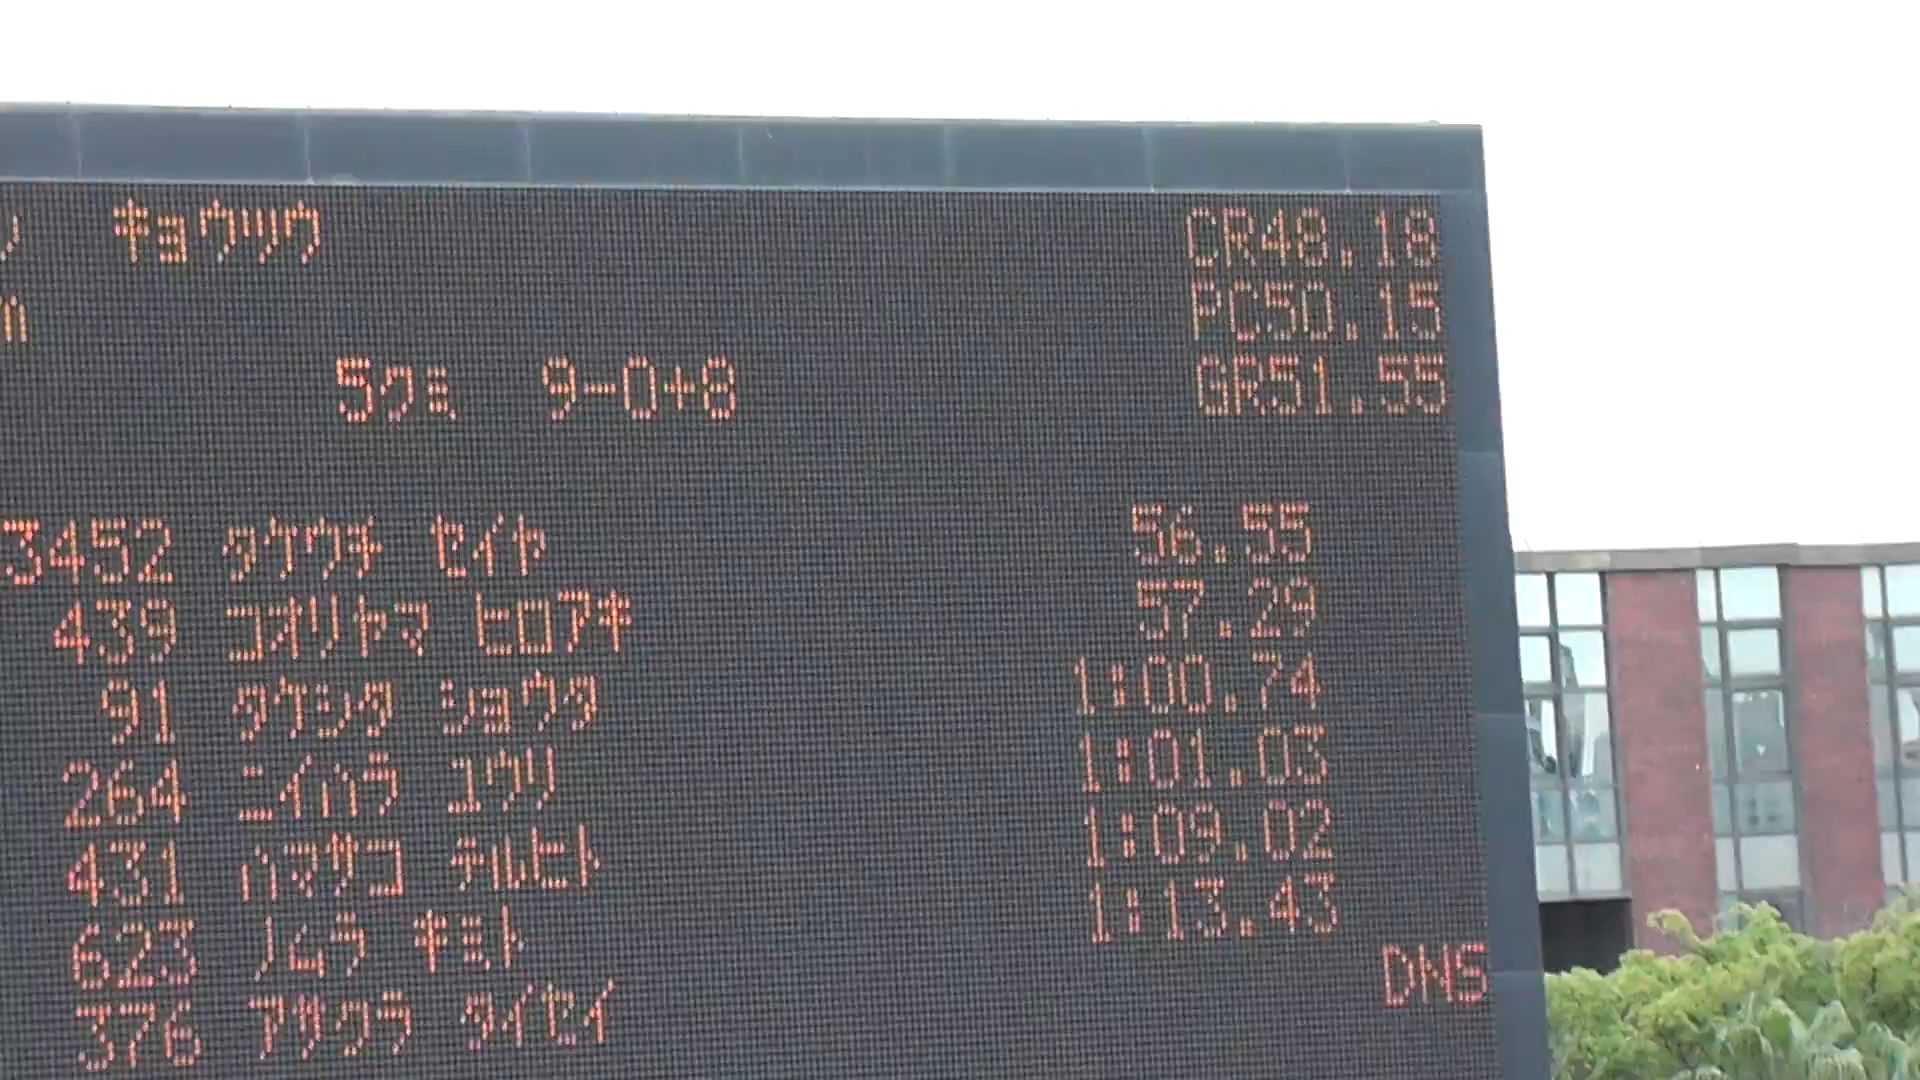 キョウツウ CR48.18
m PC50.15
5クミ 9-0+8 GR51.55
3452 タケウチ セイヤ 56.55
439 コオリヤマ ヒロアキ 57.29
91 タケシタ ショウタ 1:00.74
264 ニイハラ ユウリ 1:01.03
431 ハマサコ テルヒト 1:09.02
623 ノムラ キミト 1:13.43
376 アサクラ タイセイ DNS